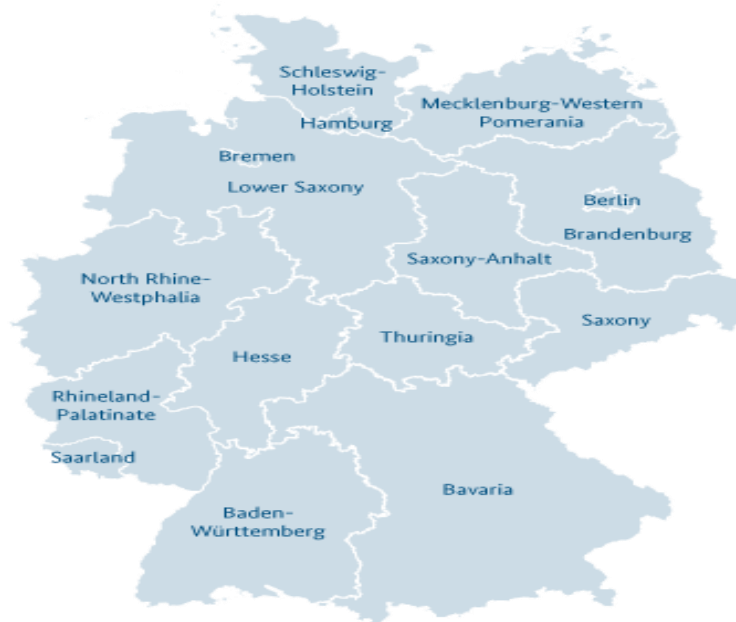 Schleswig-
Holstein
Mecklenburg-Western
Pomerania
Hamburg
Bremen
Lower Saxony
Berlin
Brandenburg
Saxony-Anhalt
North Rhine-
Westphalia
Saxony
Thuringia
Hesse
Rhineland-
Palatinate
Saarland
Bavaria
Baden-
Württemberg